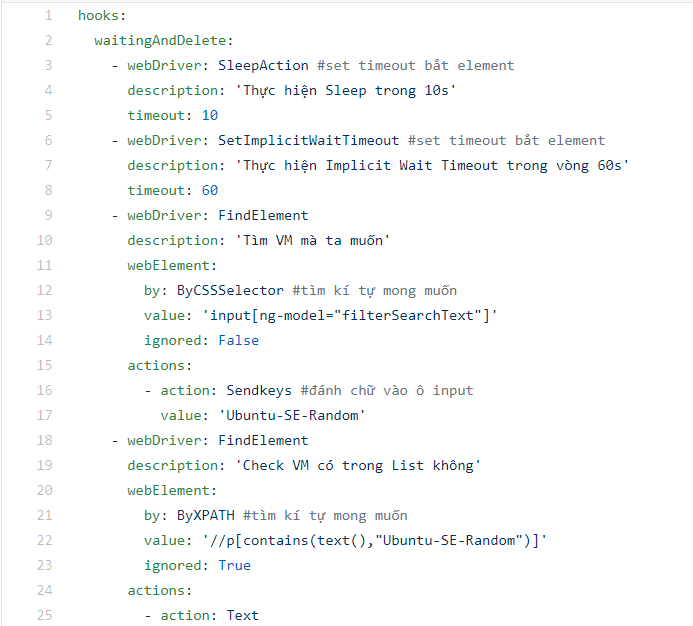 1 hooks:
2   waitingAndDelete:
3     - webDriver: SleepAction #set timeout bắt element
4       description: 'Thực hiện Sleep trong 10s'
5       timeout: 10
6     - webDriver: SetImplicitWaitTimeout #set timeout bắt element
7       description: 'Thực hiện Implicit Wait Timeout trong vòng 60s'
8       timeout: 60
9     - webDriver: FindElement
10       description: 'Tìm VM mà ta muốn'
11       webElement:
12         by: ByCSSSelector #tìm kí tự mong muốn
13         value: 'input[ng-model="filterSearchText"]'
14         ignored: False
15       actions:
16         - action: Sendkeys #đánh chữ vào ô input
17           value: 'Ubuntu-SE-Random'
18     - webDriver: FindElement
19       description: 'Check VM có trong List không'
20       webElement:
21         by: ByXPATH #tìm kí tự mong muốn
22         value: '//p[contains(text(),"Ubuntu-SE-Random")]'
23         ignored: True
24       actions:
25         - action: Text